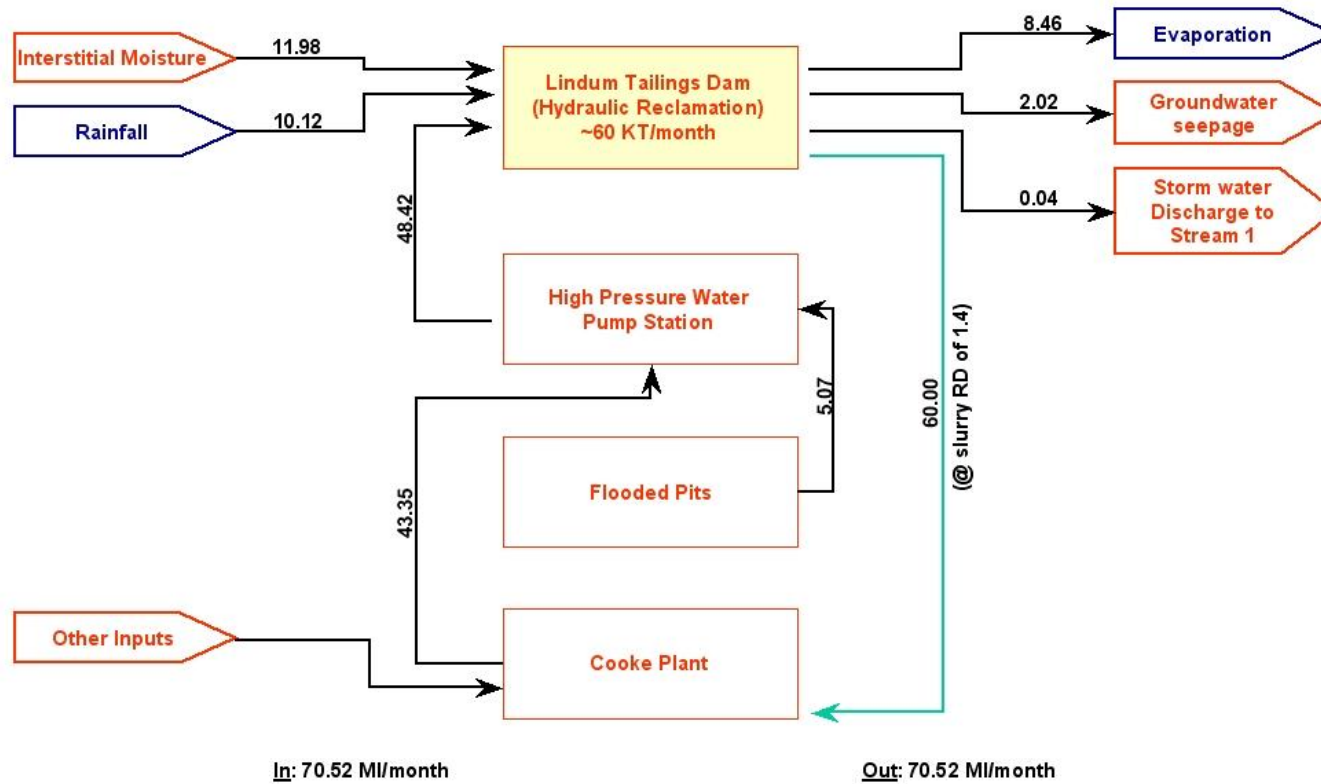 Interstitial Moisture
11.98
Rainfall
10.12
Lindum Tailings Dam
(Hydraulic Reclamation)
~60 KT/month
8.46
Evaporation
2.02
Groundwater
seepage
0.04
Storm water
Discharge to
Stream 1
48.42
High Pressure Water
Pump Station
5.07
60.00
(@ slurry RD of 1.4)
Flooded Pits
43.35
Other Inputs
Cooke Plant
In: 70.52 Ml/month
Out: 70.52 Ml/month